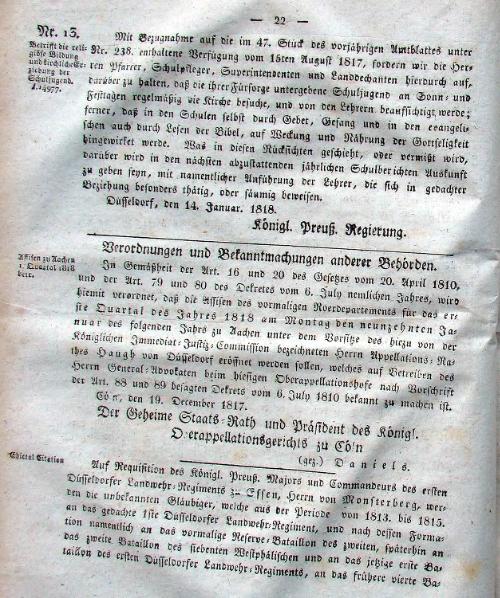 — 22 —
Nr. 13.
Betrifft die reli-
giöse Bildung
und kirchliche Er-
ziehung der
Schuljugend.
I. 14977.
Mit Bezugnahme auf die im 47. Stück des vorjährigen Amtblattes unter
Nr. 238. enthaltene Verfügung vom 16ten August 1817, fordern wir die Her-
ren Pfarrer, Schulpfleger, Superintendenten und Landdechanten hierdurch auf,
darüber zu halten, daß die ihrer Fürsorge untergebene Schuljugend an Sonn- und
Festtagen regelmäßig die Kirche besuche, und von den Lehrern beaufsichtigt werde;
ferner, daß in den Schulen selbst durch Gebet, Gesang und in den evangeli-
schen auch durch Lesen der Bibel, auf Weckung und Nährung der Gottseligkeit
hingewirket werde. Was in diesen Rücksichten geschieht, oder vermißt wird,
darüber wird in den nächsten abzustattenden jährlichen Schulberichten Auskunft
zu geben seyn, mit namentlicher Anführung der Lehrer, die sich in gedachter
Beziehung besonders thätig, oder säumig beweisen.
Düsseldorf, den 14. Januar. 1818.
Königl. Preuß. Regierung.
Verordnungen und Bekanntmachungen anderer Behörden.
Assisen zu Aachen
1. Quartal 1818
betr.
In Gemäßheit der Art. 16 und 20 des Gesetzes vom 20. April 1810,
und der Art. 79 und 80 des Dekretes vom 6. July nemlichen Jahres, wird
hiemit verordnet, daß die Assisen des vormaligen Roerdepartements für das er-
ste Quartal des Jahres 1818 am Montag den neunzehnten Ja-
nuar des folgenden Jahrs zu Aachen unter dem Vorsitze des hiezu von der
Königlichen Immediat-Justiz-Commission bezeichneten Herrn Appellations-Ra-
thes Haugh von Düsseldorf eröffnet werden sollen, welches auf Betreiben des
Herrn General-Advokaten beim hiesigen Oberappellationshofe nach Vorschrift
der Art. 88 und 89 besagten Dekrets vom 6. July 1810 bekannt zu machen ist.
Cöln, den 19. December 1817.
Der Geheime Staats-Rath und Präsident des Königl.
Oberappellationsgerichts zu Cöln
(gez.) Daniels.
Edictal Citation
Auf Requisition des Königl. Preuß. Majors und Commandeurs des ersten
Düsseldorfer Landwehr-Regiments zu Essen, Herrn von Monsterberg, wer-
den die unbekannten Gläubiger, welche aus der Periode von 1813. bis 1815.
an das gedachte 1ste Düsseldorfer Landwehr-Regiment, und nach dessen Forma-
tion namentlich an das vormalige Reserve-Bataillon des zweiten, späterhin an
das zweite Bataillon des siebenten Westphälischen und an das jetzige erste Ba-
taillon des ersten Düsseldorfer Landwehr-Regiments, an das frühere vierte Ba-